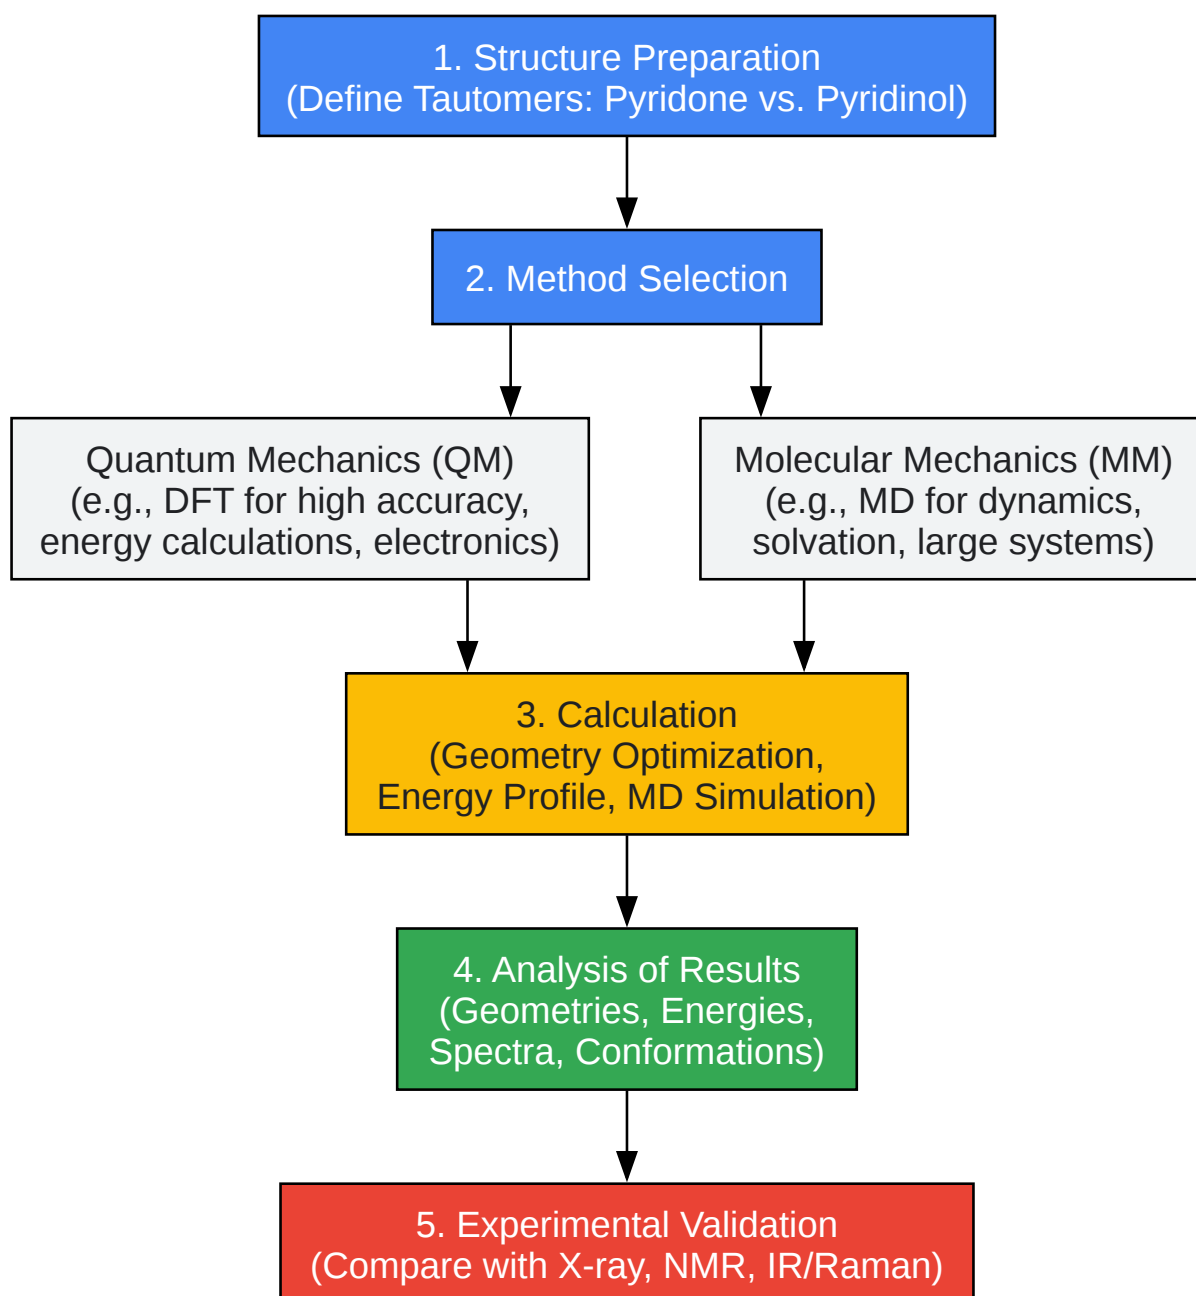 1. Structure Preparation
(Define Tautomers: Pyridone vs. Pyridinol)
2. Method Selection
Quantum Mechanics (QM)
(e.g., DFT for high accuracy,
energy calculations, electronics)
Molecular Mechanics (MM)
(e.g., MD for dynamics,
solvation, large systems)
3. Calculation
(Geometry Optimization,
Energy Profile, MD Simulation)
4. Analysis of Results
(Geometries, Energies,
Spectra, Conformations)
5. Experimental Validation
(Compare with X-ray, NMR, IR/Raman)